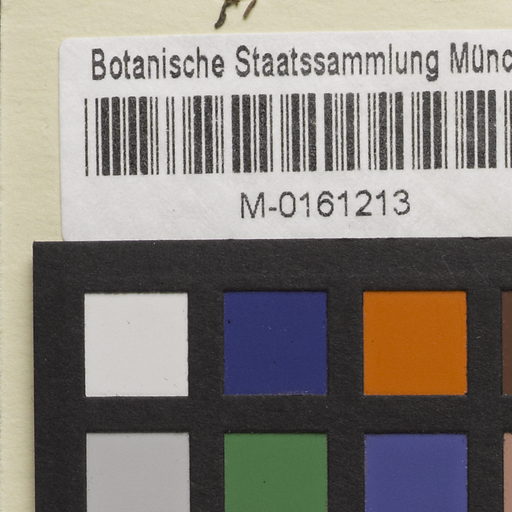 Botanische Staatssammlung Münc
M-0161213